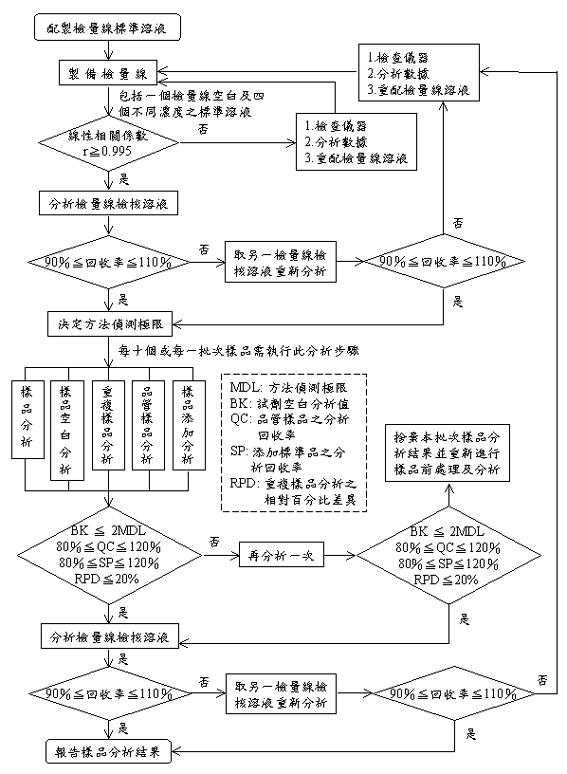 配製檢量線標準溶液
製備檢量線
1.檢查儀器
2.分析數據
3.重配檢量線溶液
包括一個檢量線空白及四
個不同濃度之標準溶液
線性相關係數
r≧0.995
否
1.檢查儀器
2.分析數據
3.重配檢量線溶液
是
分析檢量線檢核溶液
否
90%≦回收率≦110%
否
取另一檢量線檢
核溶液重新分析
90%≦回收率≦110%
是
是
決定方法偵測極限
每十個或每一批次樣品需執行此分析步驟
樣品分析
樣品空白分析
重複樣品分析
品管樣品分析
樣品添加分析
MDL: 方法偵測極限
BK: 試劑空白分析值
QC: 品管樣品之分析
回收率
SP: 添加標準品之分
析回收率
RPD: 重複樣品分析之
相對百分比差異
捨棄本批次樣品分
析結果並重新進行
樣品前處理及分析
BK ≦ 2MDL
80%≦QC≦120%
80%≦SP≦120%
RPD≦20%
否
再分析一次
BK ≦ 2MDL
80%≦QC≦120%
80%≦SP≦120%
RPD≦20%
是
是
分析檢量線檢核溶液
是
90%≦回收率≦110%
否
取另一檢量線檢
核溶液重新分析
90%≦回收率≦110%
否
是
是
報告樣品分析結果